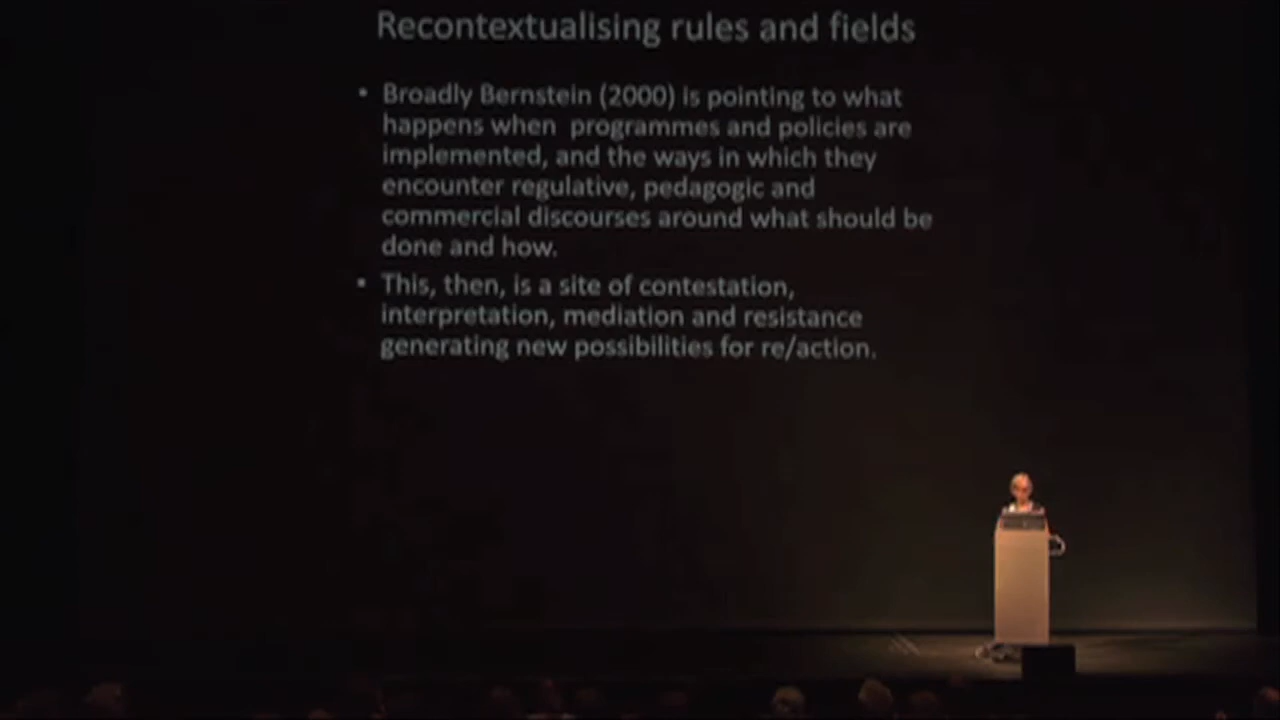 Recontextualising rules and fields
• Broadly Bernstein (2000) is pointing to what
happens when programmes and policies are
implemented, and the ways in which they
encounter regulative, pedagogic and
commercial discourses around what should be
done and how.
• This, then, is a site of contestation,
interpretation, mediation and resistance
generating new possibilities for re/action.